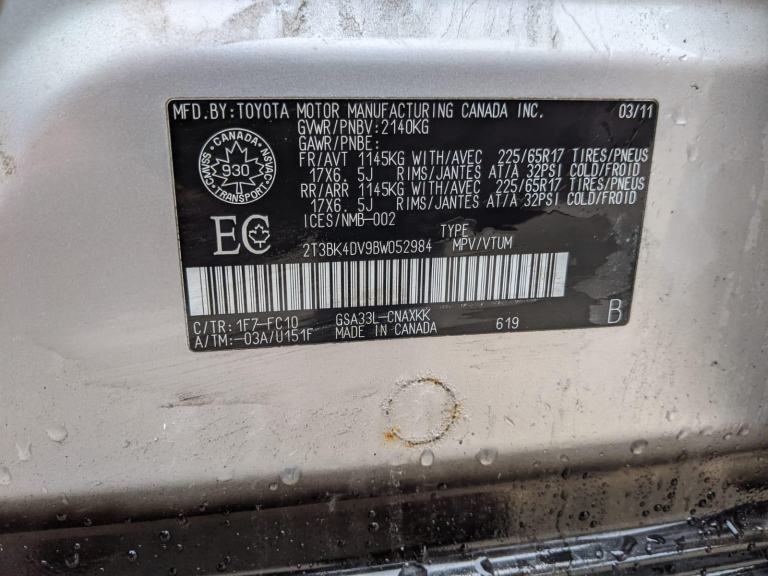 MFD.BY:TOYOTA MOTOR MANUFACTURING CANADA INC. 03/11
GVWR/PNBV:2140KG
GAWR/PNBE:
FR/AVT 1145KG WITH/AVEC 225/65R17 TIRES/PNEUS
17X6.5J RIMS/JANTES AT/A 32PSI COLD/FROID
RR/ARR 1145KG WITH/AVEC 225/65R17 TIRES/PNEUS
17X6.5J RIMS/JANTES AT/A 32PSI COLD/FROID
ICES/NMB-002
CANADA
CMVSS NSVAC
930
TRANSPORT
EC
TYPE
2T3BK4DV9BW052984 MPV/VTUM
C/TR: 1F7-FC10 GSA33L-CNAXKK
A/TM:-03A/U151F MADE IN CANADA 619 B